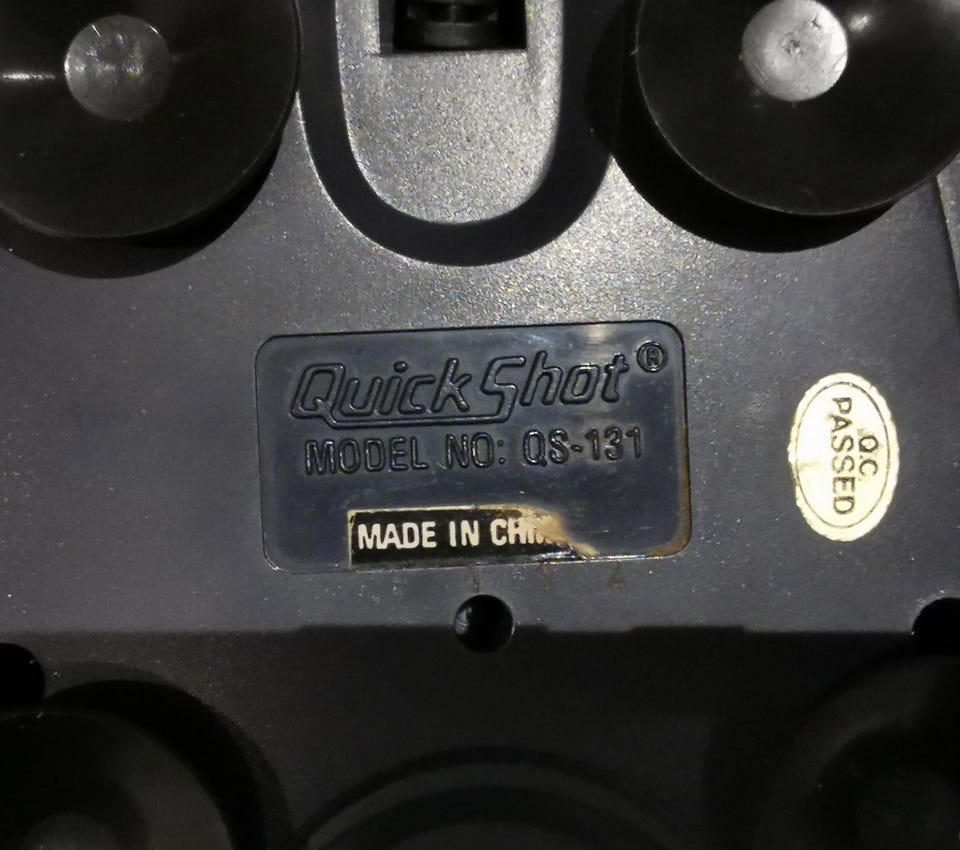 QuickShot®
MODEL NO: QS-131
MADE IN
Q.C.
PASSED